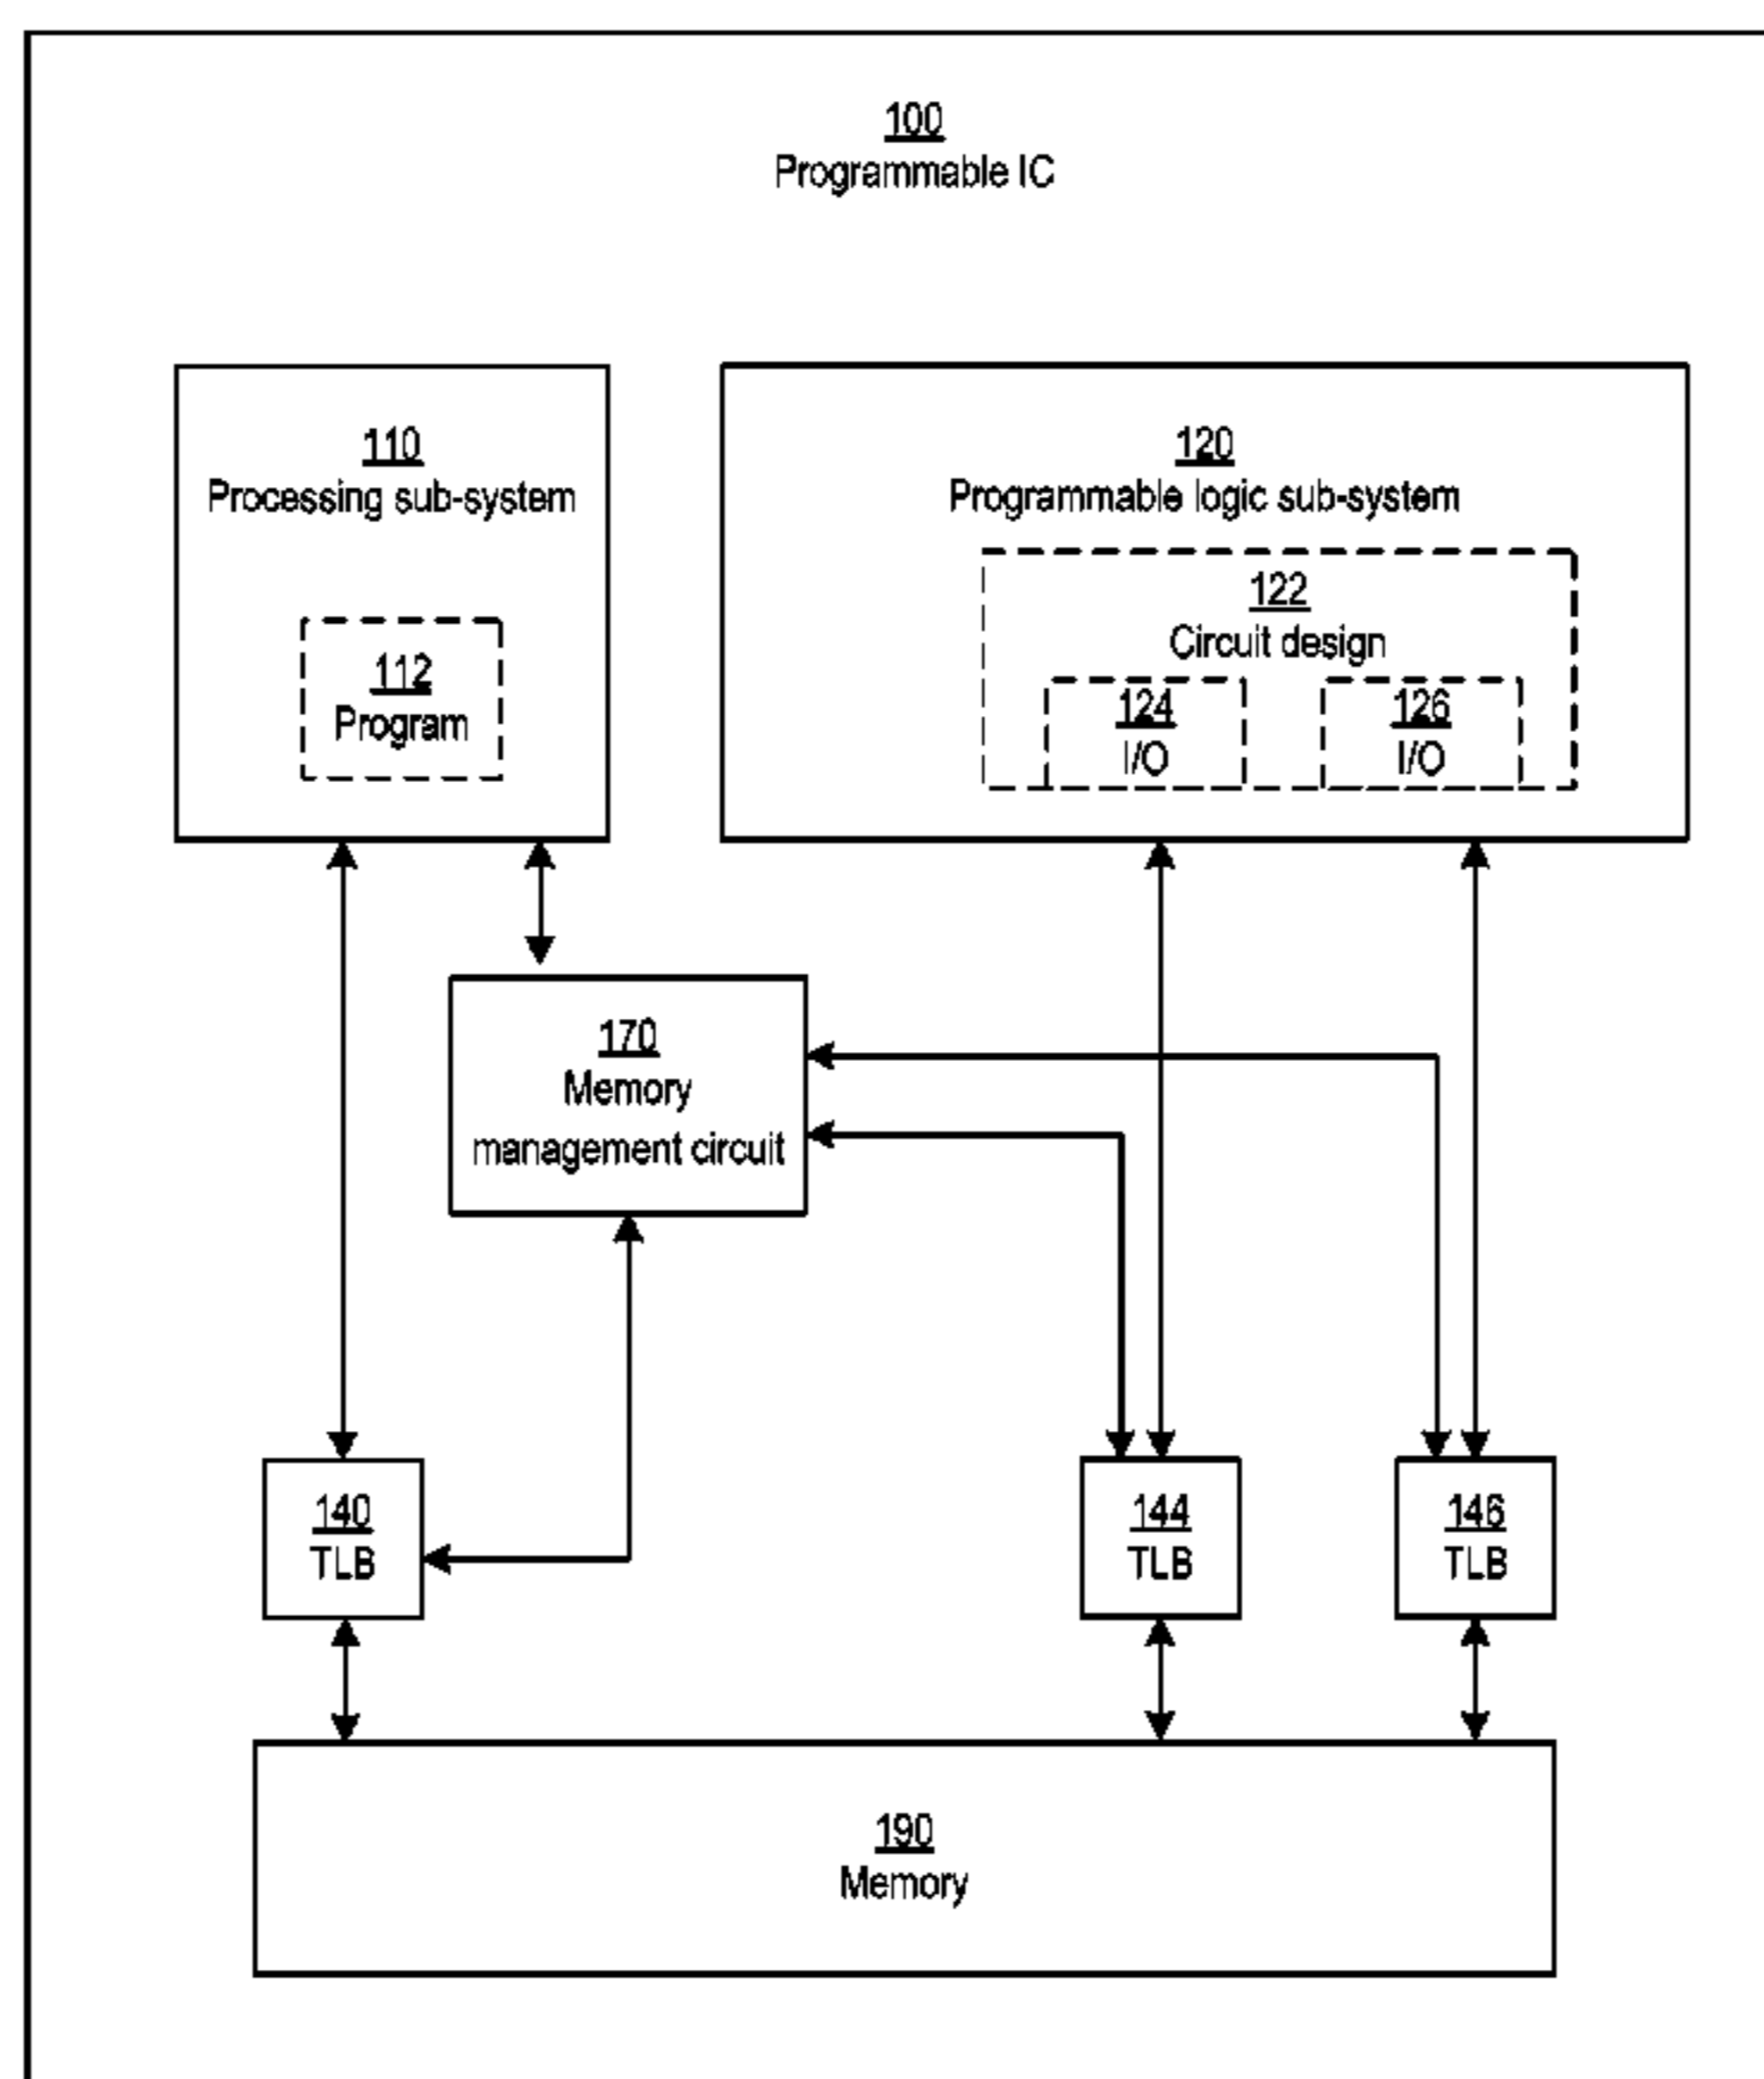 100
Programmable IC
110
Processing sub-system
112
Program
120
Programmable logic sub-system
122
Circuit design
124
I/O
126
I/O
170
Memory
management circuit
140
TLB
144
TLB
146
TLB
190
Memory